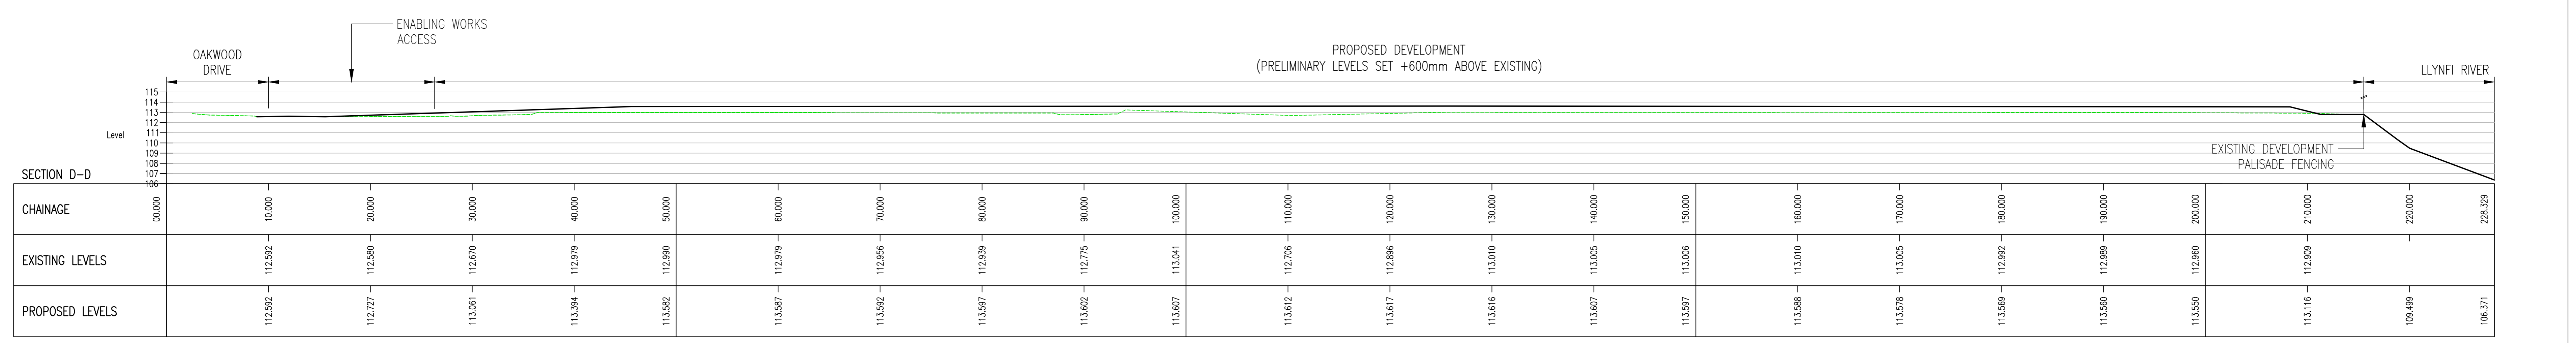 ENABLING WORKS
ACCESS
OAKWOOD
DRIVE
PROPOSED DEVELOPMENT
(PRELIMINARY LEVELS SET +600mm ABOVE EXISTING)
LLYNFI RIVER
115
114
113
112
111
110
109
108
107
106
Level
EXISTING DEVELOPMENT
PALISADE FENCING
SECTION D-D
CHAINAGE 00.000 10.000 20.000 30.000 40.000 50.000 60.000 70.000 80.000 90.000 100.000 110.000 120.000 130.000 140.000 150.000 160.000 170.000 180.000 190.000 200.000 210.000 220.000 228.329
EXISTING LEVELS 112.592 112.580 112.670 112.979 112.990 112.979 112.956 112.939 112.775 113.041 112.706 112.896 113.010 113.005 113.006 113.010 113.005 112.992 112.989 112.960 112.909
PROPOSED LEVELS 112.592 112.727 113.061 113.394 113.582 113.587 113.592 113.597 113.602 113.607 113.612 113.617 113.616 113.607 113.597 113.588 113.578 113.569 113.560 113.550 113.116 109.499 106.371